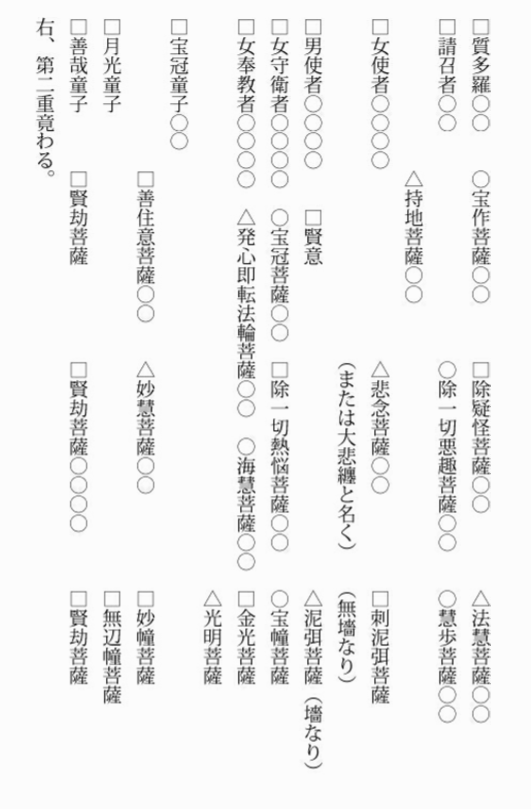 □質多羅○○ ○宝作菩薩○○ □除疑怪菩薩○○ △法慧菩薩○○
□請召者○○ ○除一切悪趣菩薩○○ ○慧歩菩薩○○
△持地菩薩○○
□女使者○○○○ △悲念菩薩○○ □刺泥弭菩薩
（または大悲纏と名く） （無墻なり）
□男使者○○○○ □賢意 △泥弭菩薩（墻なり）
□女守衛者○○○○ ○宝冠菩薩○○ □除一切熱悩菩薩○○ ○宝幢菩薩
□女奉教者○○○○ △発心即転法輪菩薩○○ ○海慧菩薩○○ □金光菩薩
△光明菩薩
□宝冠童子○○
□善住意菩薩○○ △妙慧菩薩○○ □妙幢菩薩
□月光童子 □無辺幢菩薩
□善哉童子 □賢劫菩薩 □賢劫菩薩○○○○ □賢劫菩薩
右、第二重竟わる。